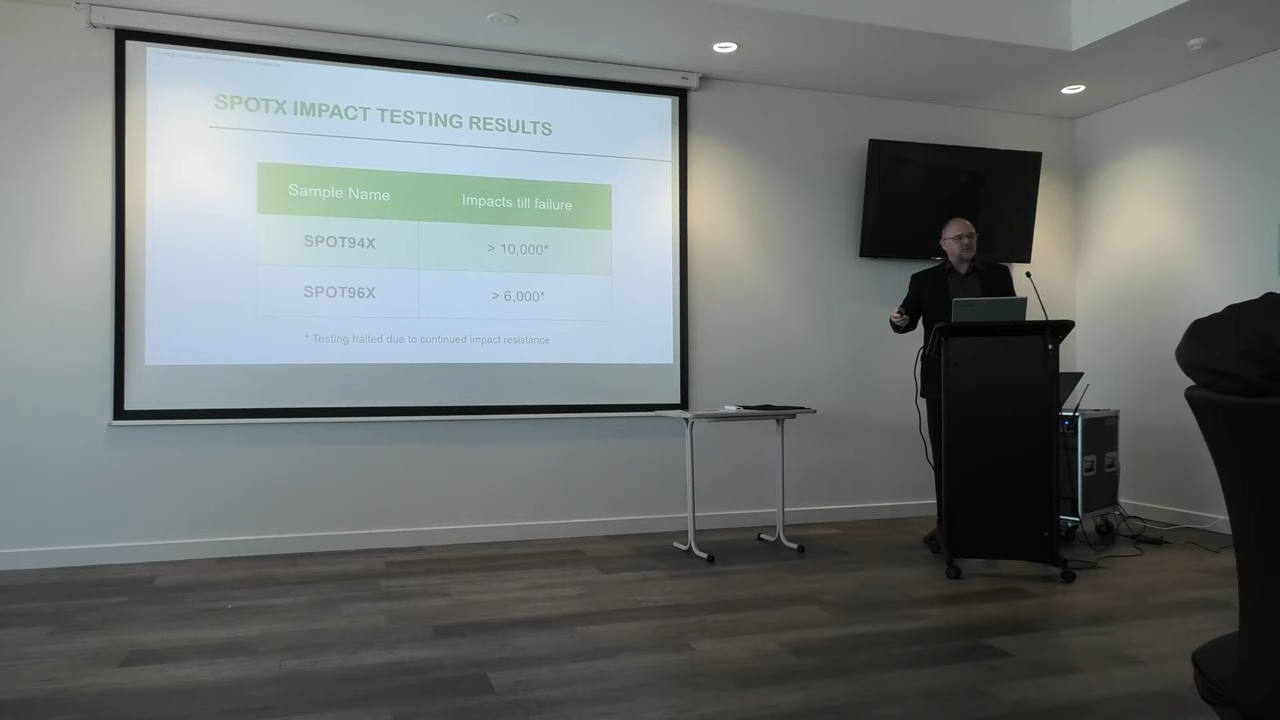 SPOTX IMPACT TESTING RESULTS
Sample Name Impacts till failure
SPOT94X > 10,000*
SPOT96X > 6,000*
* Testing halted due to continued impact resistance